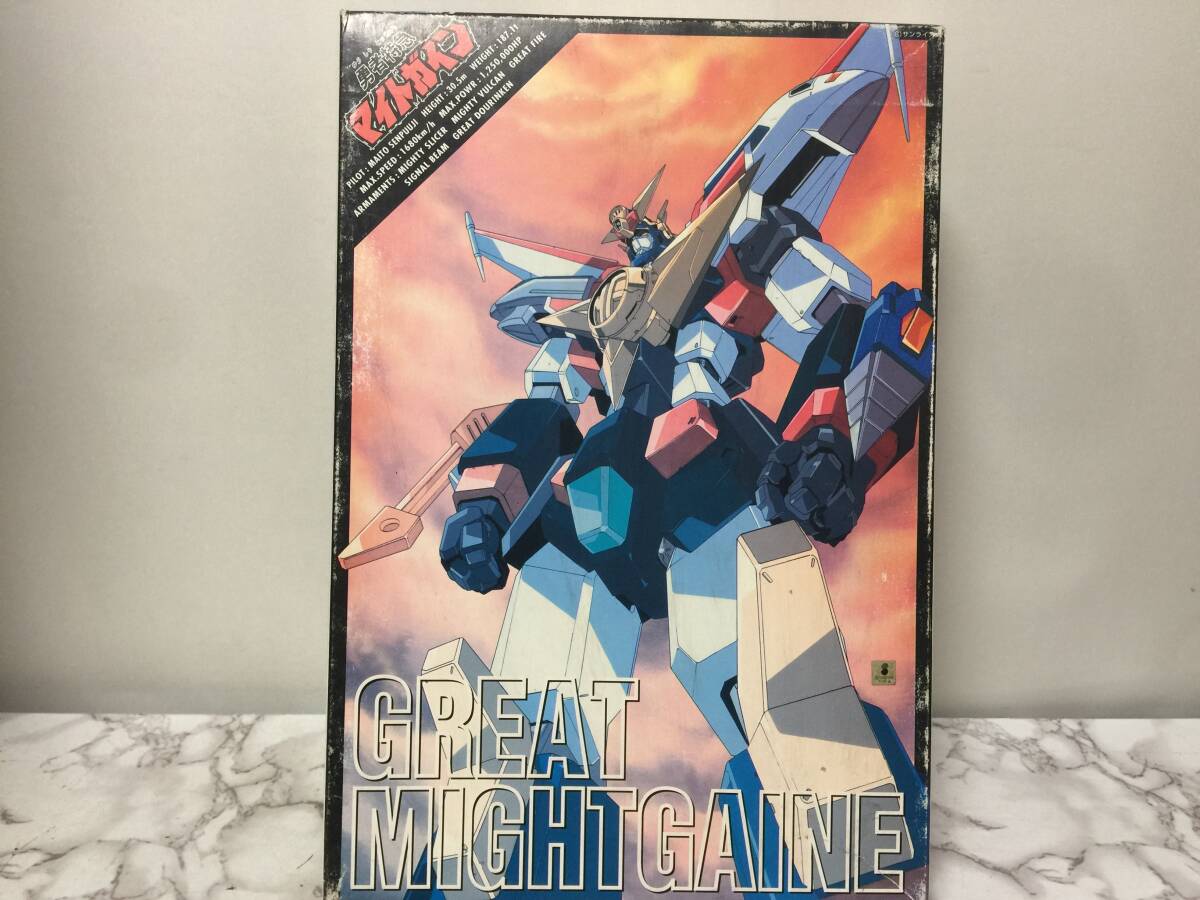 勇者特急
マイトガイン
PILOT : MAITO SENPUUJI HEIGHT : 30.5m WEIGHT : 187.1t
MAX.SPEED : 1680km/h MAX.POWR : 1,250,000HP
ARMAMENTS : MIGHTY SLICER MIGHTY VULCAN GREAT FIRE
SIGNAL BEAM GREAT DOURINKEN
©サンライズ
GREAT
MIGHTGAINE